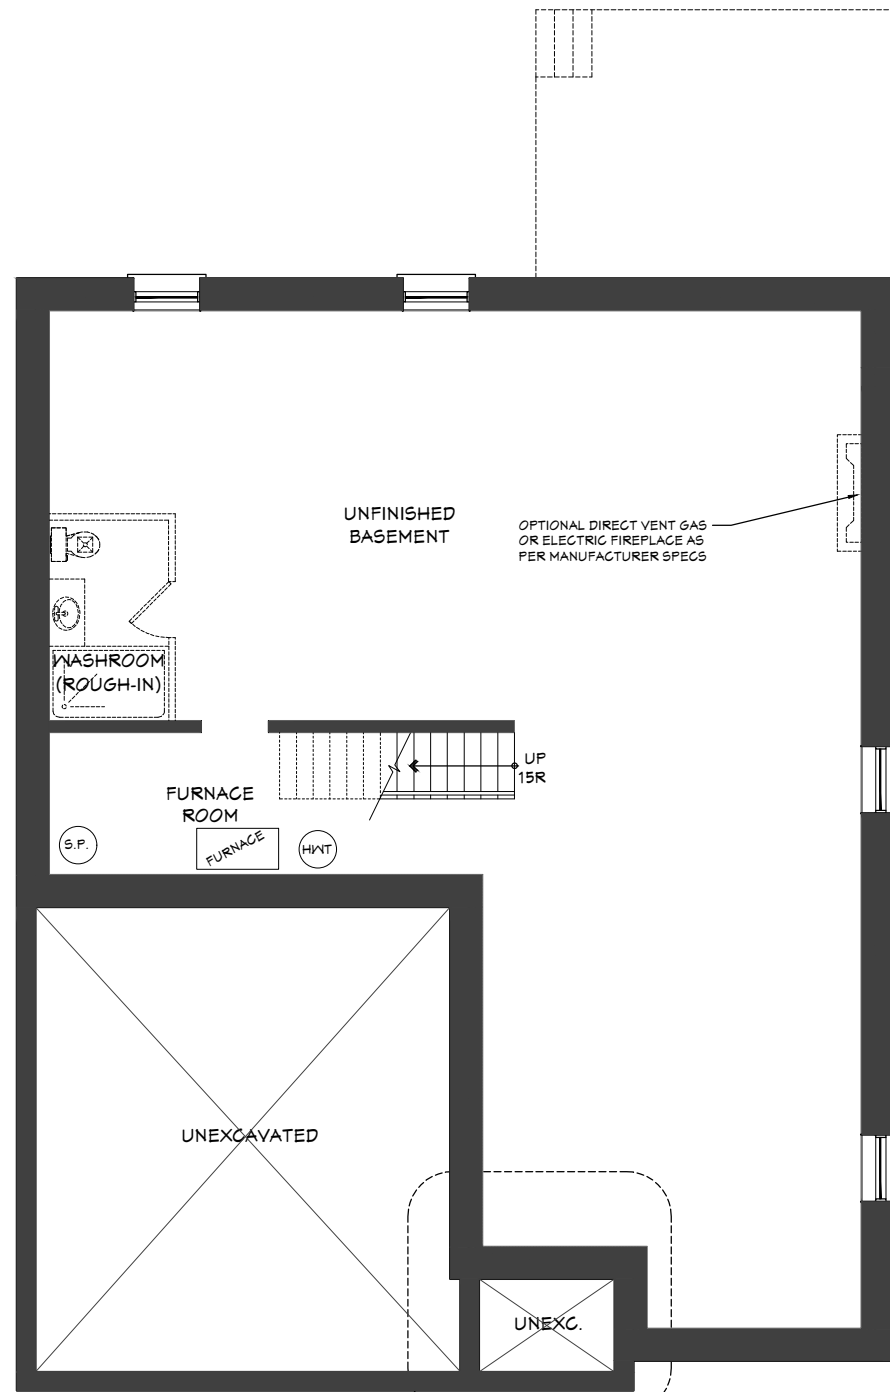 UNFINISHED
BASEMENT
OPTIONAL DIRECT VENT GAS
OR ELECTRIC FIREPLACE AS
PER MANUFACTURER SPECS
WASHROOM
(ROUGH-IN)
UP
15R
FURNACE
ROOM
S.P.
FURNACE
HWT
UNEXCAVATED
UNEXC.